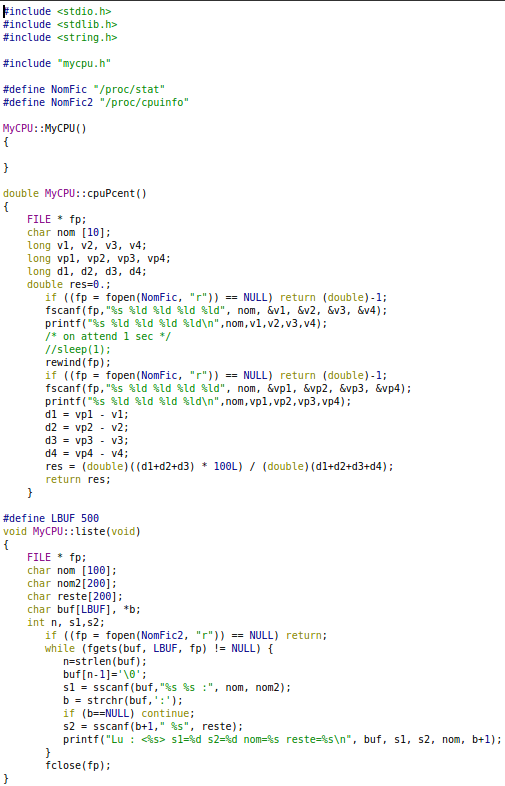 #include <stdio.h>
#include <stdlib.h>
#include <string.h>

#include "mycpu.h"

#define NomFic "/proc/stat"
#define NomFic2 "/proc/cpuinfo"

MyCPU::MyCPU()
{

}

double MyCPU::cpuPcent()
{
    FILE * fp;
    char nom [10];
    long v1, v2, v3, v4;
    long vp1, vp2, vp3, vp4;
    long d1, d2, d3, d4;
    double res=0.;
       if ((fp = fopen(NomFic, "r")) == NULL) return (double)-1;
       fscanf(fp,"%s %ld %ld %ld %ld", nom, &v1, &v2, &v3, &v4);
       printf("%s %ld %ld %ld %ld\n",nom,v1,v2,v3,v4);
       /* on attend 1 sec */
       //sleep(1);
       rewind(fp);
       if ((fp = fopen(NomFic, "r")) == NULL) return (double)-1;
       fscanf(fp,"%s %ld %ld %ld %ld", nom, &vp1, &vp2, &vp3, &vp4);
       printf("%s %ld %ld %ld %ld\n",nom,vp1,vp2,vp3,vp4);
       d1 = vp1 - v1;
       d2 = vp2 - v2;
       d3 = vp3 - v3;
       d4 = vp4 - v4;
       res = (double)((d1+d2+d3) * 100L) / (double)(d1+d2+d3+d4);
       return res;
    }

#define LBUF 500
void MyCPU::liste(void)
{
    FILE * fp;
    char nom [100];
    char nom2[200];
    char reste[200];
    char buf[LBUF], *b;
    int n, s1,s2;
       if ((fp = fopen(NomFic2, "r")) == NULL) return;
       while (fgets(buf, LBUF, fp) != NULL) {
          n=strlen(buf);
          buf[n-1]='\0';
          s1 = sscanf(buf,"%s %s :", nom, nom2);
          b = strchr(buf,':');
          if (b==NULL) continue;
          s2 = sscanf(b+1," %s", reste);
          printf("Lu : <%s> s1=%d s2=%d nom=%s reste=%s\n", buf, s1, s2, nom, b+1);
       }
       fclose(fp);
}